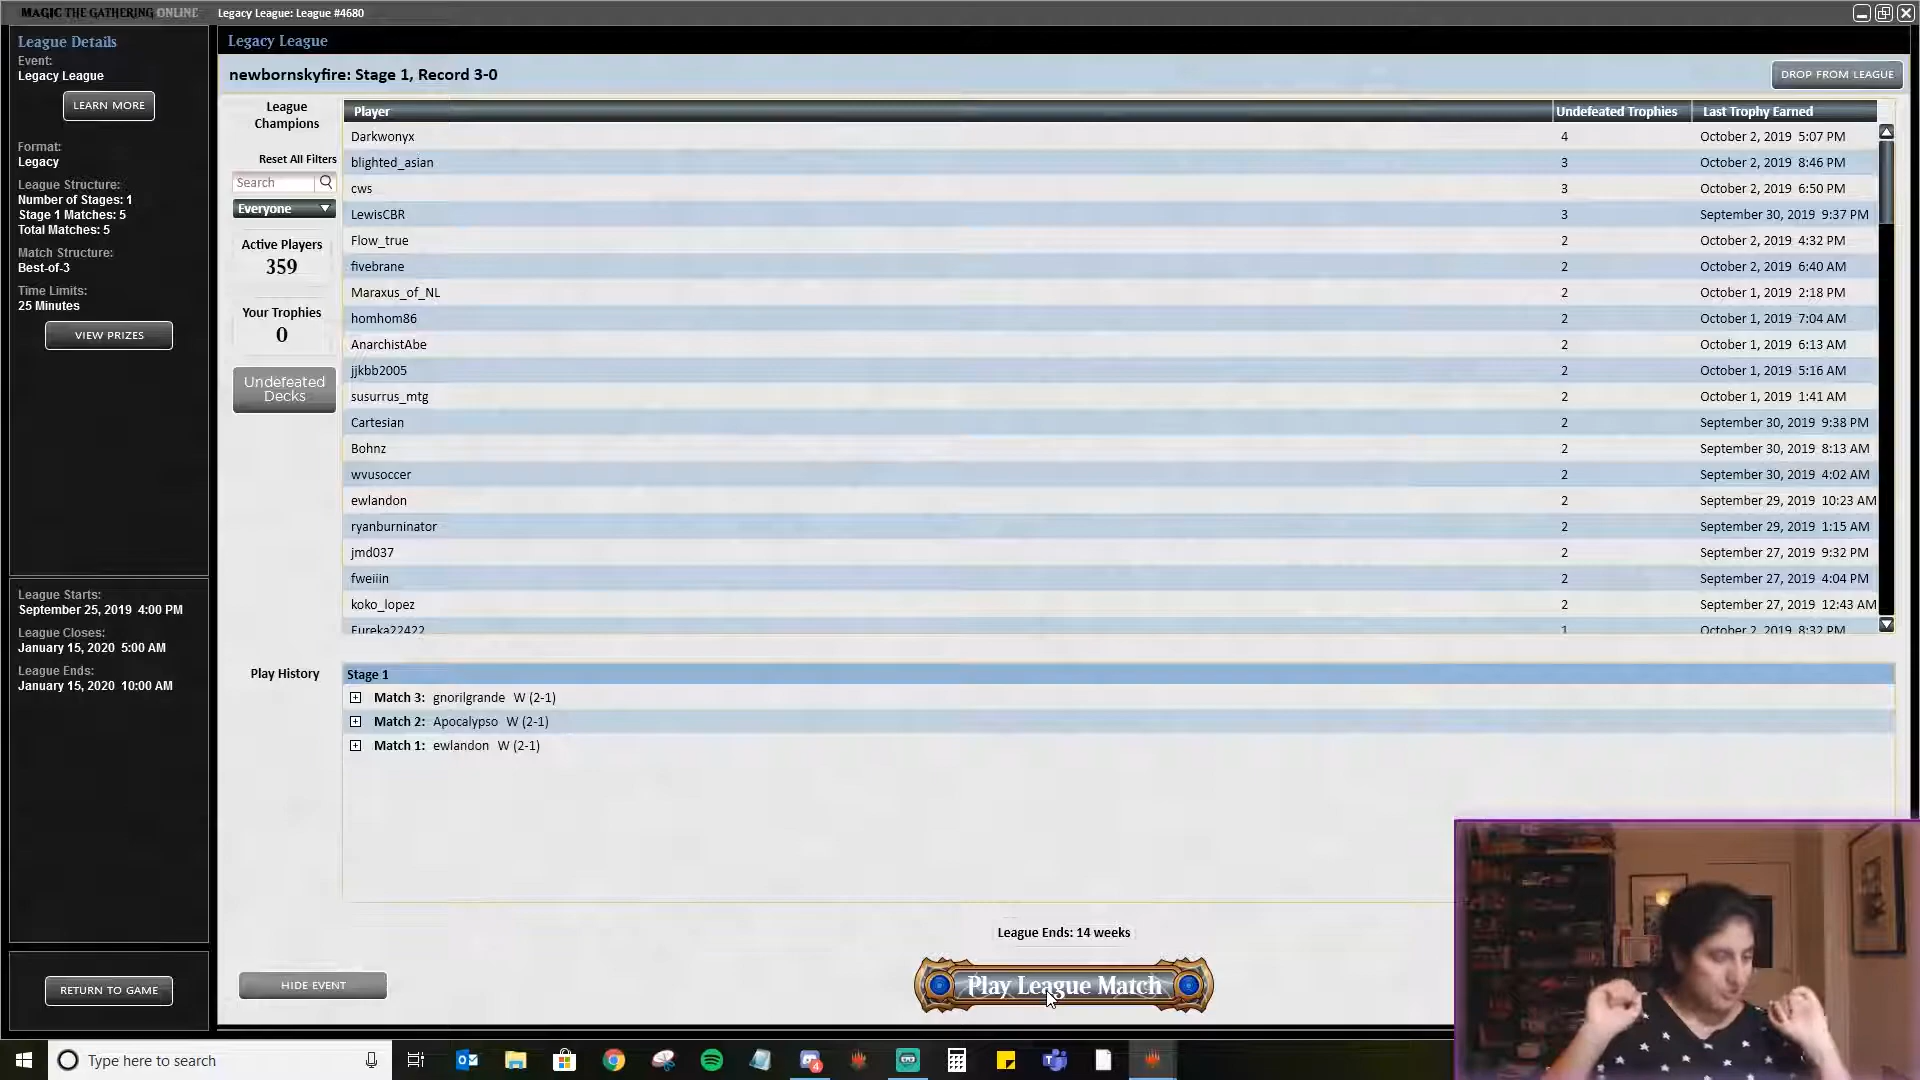 MAGIC THE GATHERING ONLINE
Legacy League: League #4680
League Details
Event:
Legacy League
LEARN MORE
Format:
Legacy
League Structure:
Number of Stages: 1
Stage 1 Matches: 5
Total Matches: 5
Match Structure:
Best-of-3
Time Limits:
25 Minutes
VIEW PRIZES
League Starts:
September 25, 2019 4:00 PM
League Closes:
January 15, 2020 5:00 AM
League Ends:
January 15, 2020 10:00 AM
RETURN TO GAME
Legacy League
newbornskyfire: Stage 1, Record 3-0
DROP FROM LEAGUE
League
Champions
Reset All Filters
Search
Everyone
Active Players
359
Your Trophies
0
Undefeated
Decks
Player Undefeated Trophies Last Trophy Earned
Darkwonyx 4 October 2, 2019 5:07 PM
blighted_asian 3 October 2, 2019 8:46 PM
cws 3 October 2, 2019 6:50 PM
LewisCBR 3 September 30, 2019 9:37 PM
Flow_true 2 October 2, 2019 4:32 PM
fivebrane 2 October 2, 2019 6:40 AM
Maraxus_of_NL 2 October 1, 2019 2:18 PM
homhom86 2 October 1, 2019 7:04 AM
AnarchistAbe 2 October 1, 2019 6:13 AM
jjkbb2005 2 October 1, 2019 5:16 AM
susurrus_mtg 2 October 1, 2019 1:41 AM
Cartesian 2 September 30, 2019 9:38 PM
Bohnz 2 September 30, 2019 8:13 AM
wvusoccer 2 September 30, 2019 4:02 AM
ewlandon 2 September 29, 2019 10:23 AM
ryanburninator 2 September 29, 2019 1:15 AM
jmd037 2 September 27, 2019 9:32 PM
fweiiin 2 September 27, 2019 4:04 PM
koko_lopez 2 September 27, 2019 12:43 AM
Eureka22422 1 October 2, 2019 8:32 PM
Play History
Stage 1
Match 3: gnorilgrande W (2-1)
Match 2: Apocalypso W (2-1)
Match 1: ewlandon W (2-1)
League Ends: 14 weeks
HIDE EVENT
Play League Match
Type here to search
4